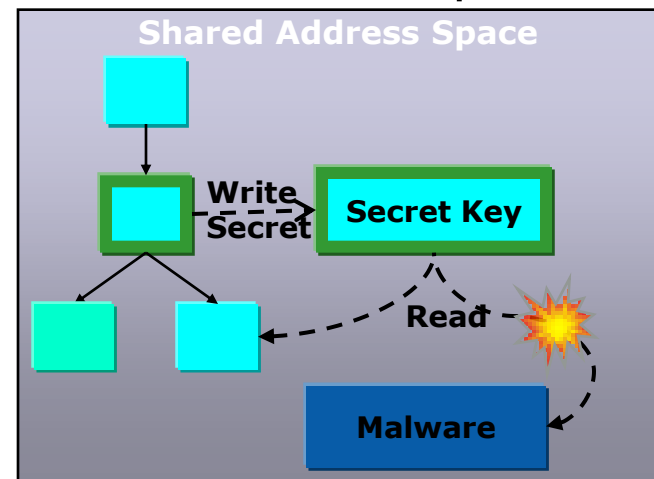 Shared Address Space
Write
Secret
Secret Key
Read
Malware